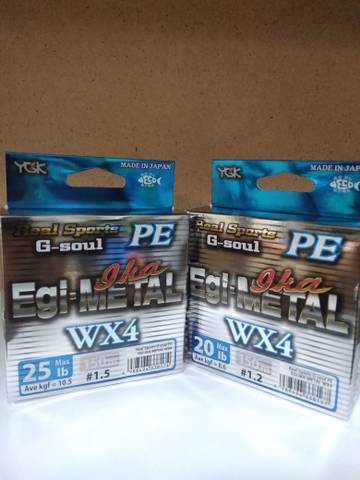 YGK
MADE IN JAPAN
Real Sports
G-soul
PE
Ika
Egi-METAL
WX4
25 Max lb
Ave kgf = 10.5
150m
#1.5
YGK
MADE IN JAPAN
Real Sports
G-soul
PE
Ika
Egi-METAL
WX4
20 Max lb
Ave kgf = 8.6
150m
#1.2